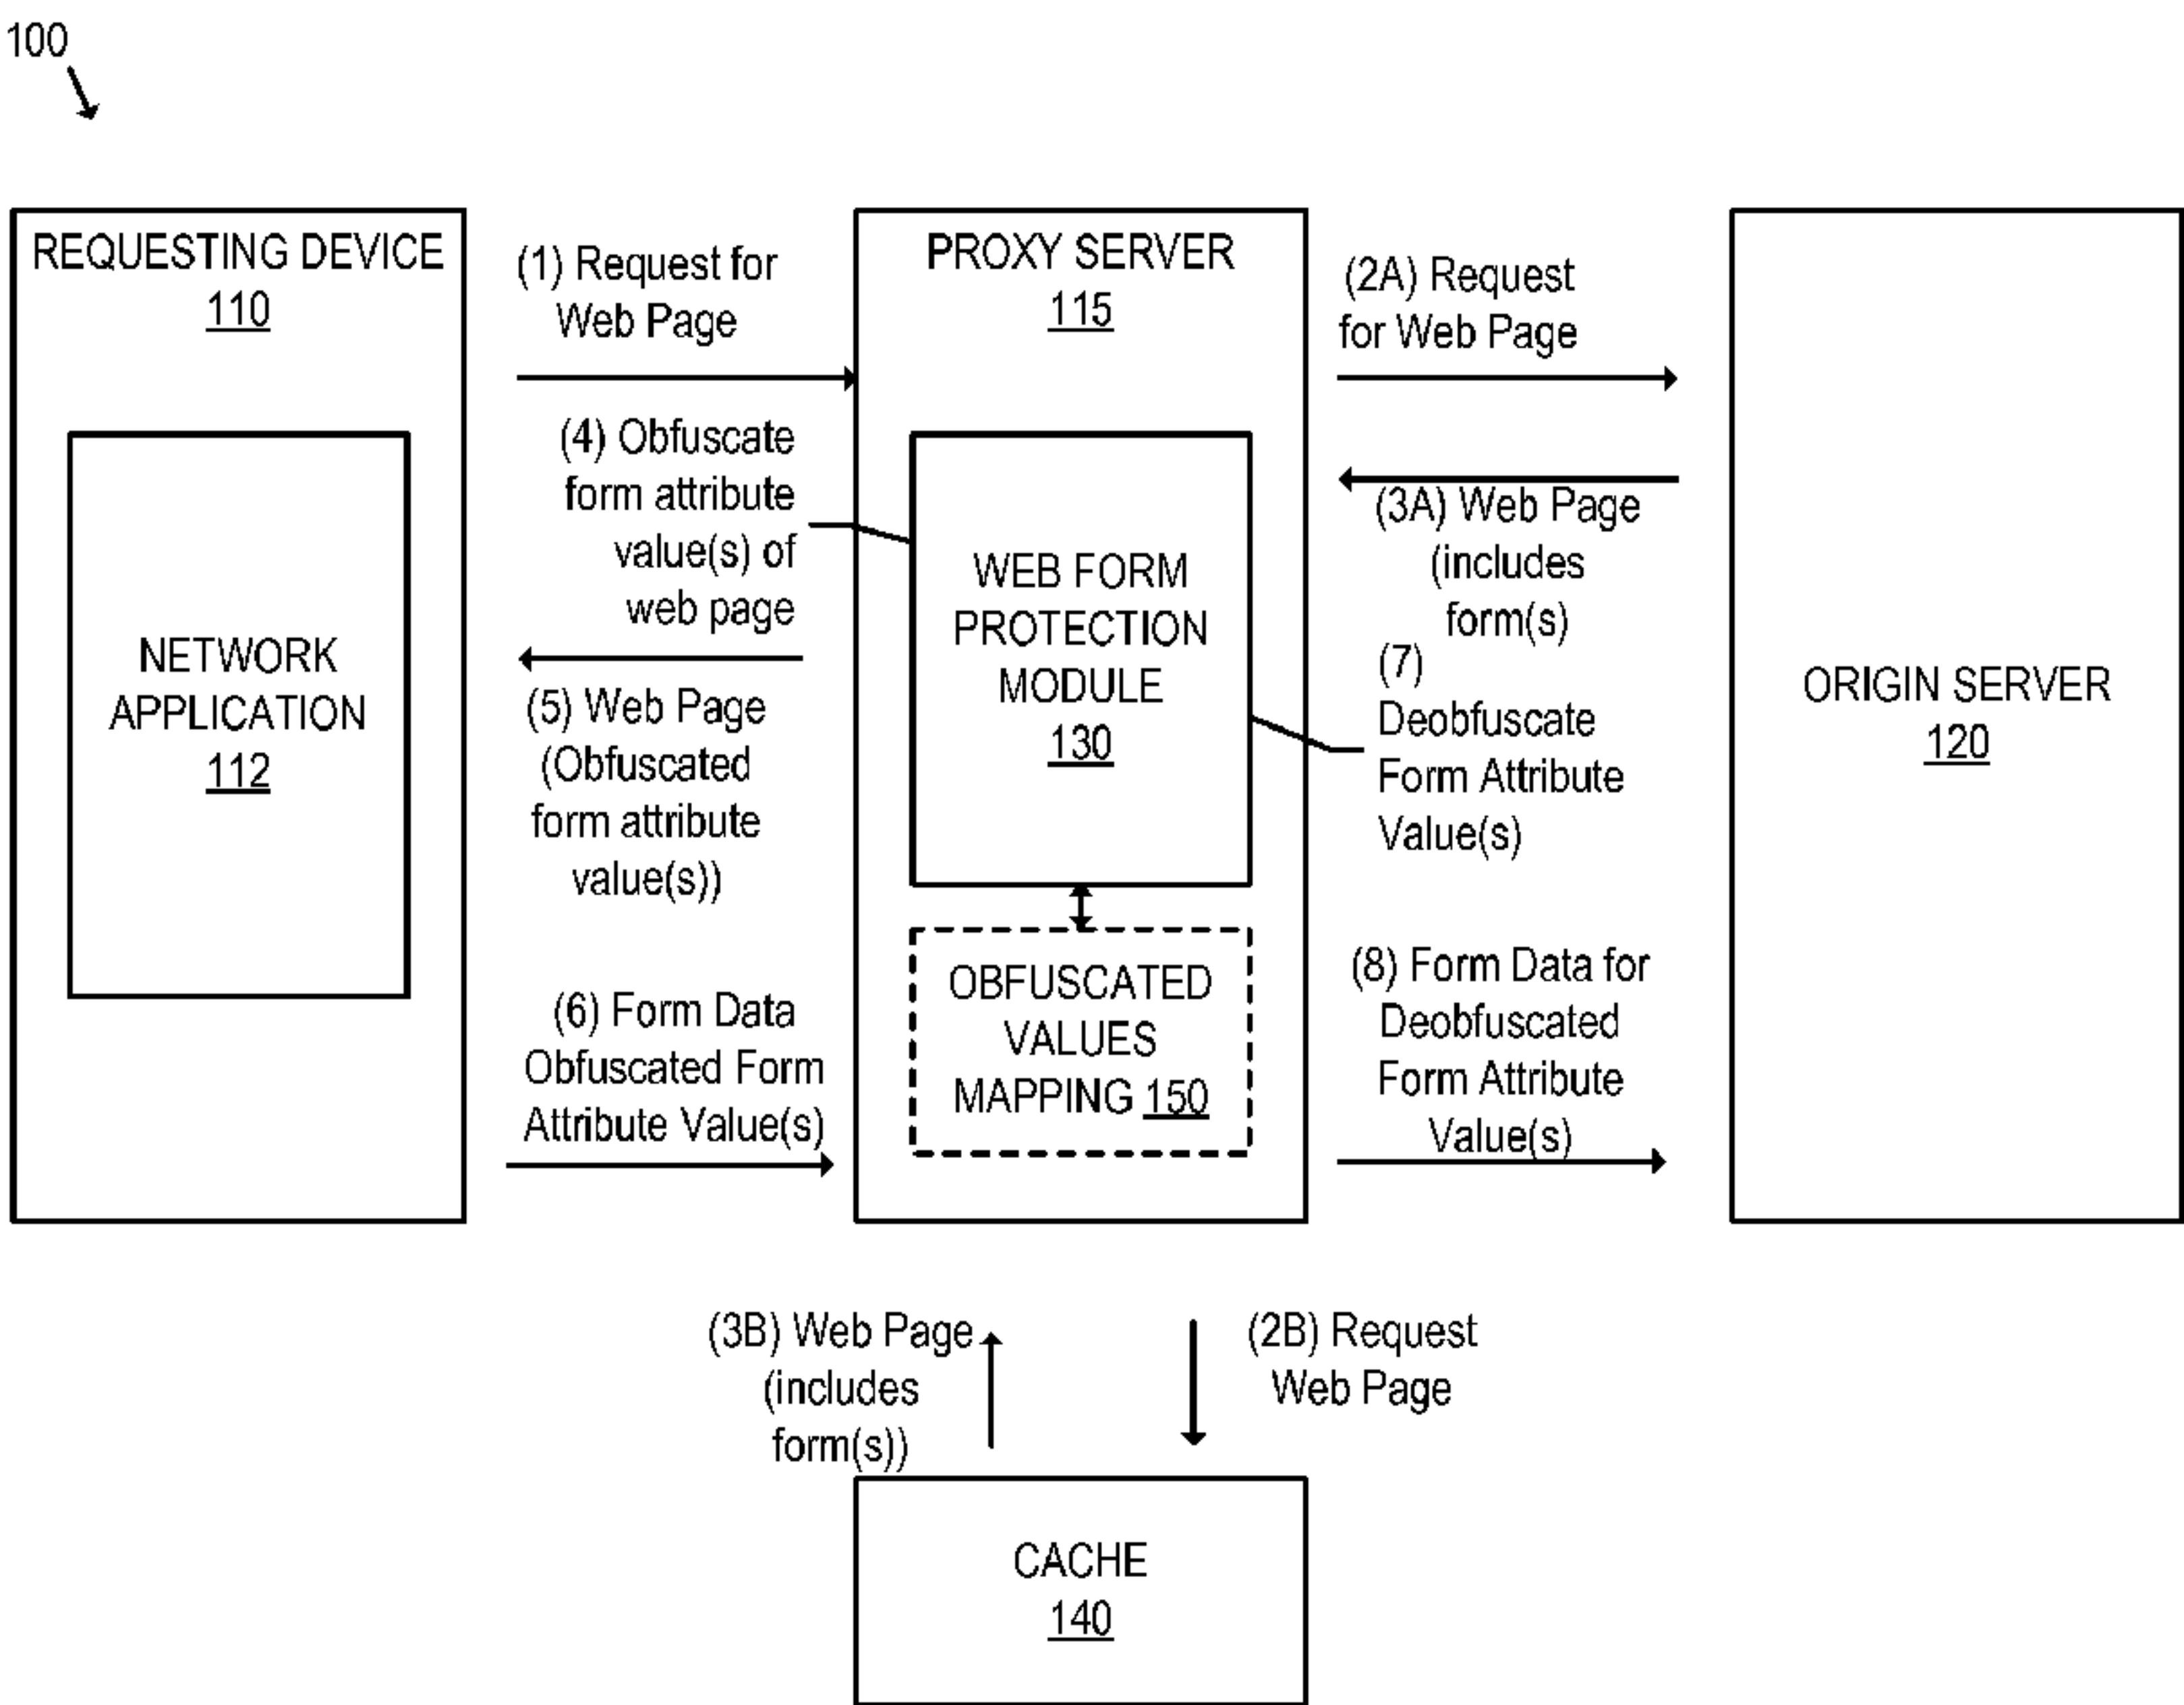 100
REQUESTING DEVICE
110
NETWORK
APPLICATION
112
(1) Request for
Web Page
(4) Obfuscate
form attribute
value(s) of
web page
(5) Web Page
(Obfuscated
form attribute
value(s))
(6) Form Data
Obfuscated Form
Attribute Value(s)
PROXY SERVER
115
WEB FORM
PROTECTION
MODULE
130
OBFUSCATED
VALUES
MAPPING 150
(2A) Request
for Web Page
(3A) Web Page
(includes
form(s)
(7)
Deobfuscate
Form Attribute
Value(s)
(8) Form Data for
Deobfuscated
Form Attribute
Value(s)
ORIGIN SERVER
120
(3B) Web Page
(includes
form(s))
(2B) Request
Web Page
CACHE
140